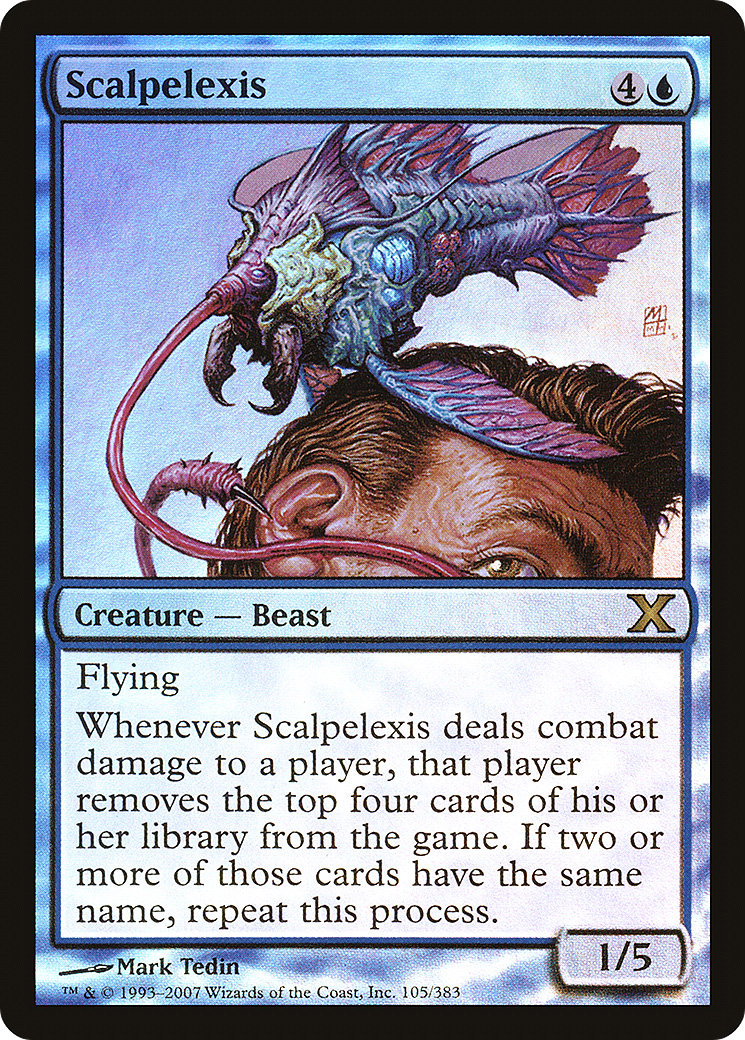 Scalpelexis 4
Creature — Beast
Flying
Whenever Scalpelexis deals combat
damage to a player, that player
removes the top four cards of his or
her library from the game. If two or
more of those cards have the same
name, repeat this process.
1/5
Mark Tedin
™ & © 1993–2007 Wizards of the Coast, Inc. 105/383